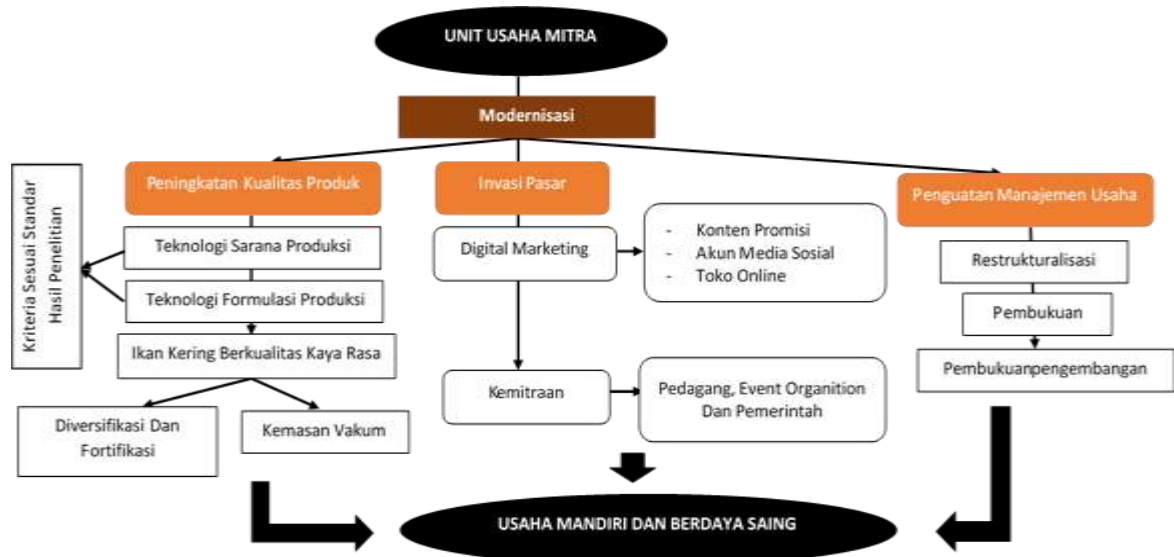 UNIT USAHA MITRA
Modernisasi
Peningkatan Kualitas Produk
Invasi Pasar
Penguatan Manajemen Usaha
Kriteria Sesuai Standar
Hasil Penelitian
Teknologi Sarana Produksi
Teknologi Formulasi Produksi
Ikan Kering Berkualitas Kaya Rasa
Diversifikasi Dan
Fortifikasi
Kemasan Vakum
Digital Marketing
- Konten Promisi
- Akun Media Sosial
- Toko Online
Kemitraan
Pedagang, Event Organition
Dan Pemerintah
Restrukturalisasi
Pembukuan
Pembukuanpengembangan
USAHA MANDIRI DAN BERDAYA SAING